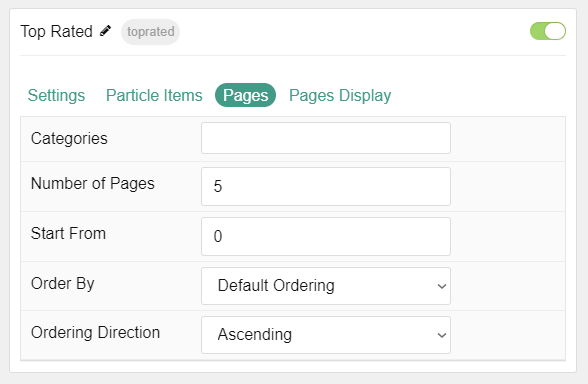 Top Rated toprated
Settings Particle Items Pages Pages Display
Categories
Number of Pages 5
Start From 0
Order By Default Ordering
Ordering Direction Ascending